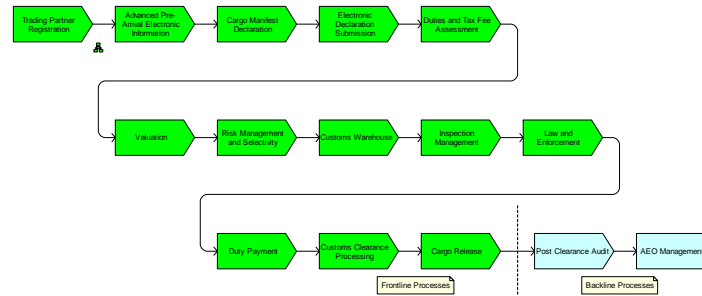 Trading Partner
Registration
Advanced Pre-
Arrival Electronic
Information
Cargo Manifest
Declaration
Electronic
Declaration
Submission
Duties and Tax Fee
Assessment
Valuation
Risk Management
and Selectivity
Customs Warehouse
Inspection
Management
Law and
Enforcement
Duty Payment
Customs Clearance
Processing
Cargo Release
Post Clearance Audit
AEO Management
Frontline Processes
Backline Processes